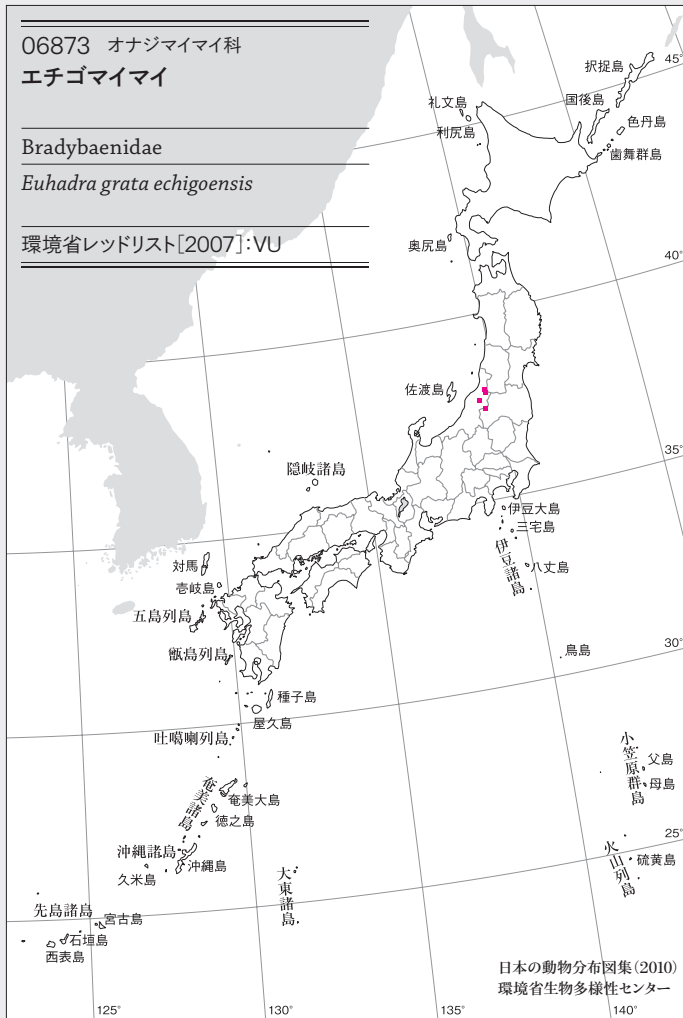 06873 オナジマイマイ科
エチゴマイマイ
Bradybaenidae
Euhadra grata echigoensis
環境省レッドリスト[2007]:VU
択捉島
45°
国後島
礼文島
色丹島
利尻島
歯舞群島
奥尻島
40°
佐渡島
35°
隠岐諸島
伊豆大島
三宅島
対馬
八丈島
伊豆諸島
壱岐島
五島列島
甑島列島
鳥島
30°
種子島
屋久島
吐噶喇列島
小笠原群島
父島
母島
奄美諸島
奄美大島
徳之島
25°
沖縄諸島
沖縄島
火山列島
硫黄島
久米島
大東諸島
先島諸島
宮古島
石垣島
西表島
日本の動物分布図集(2010)
環境省生物多様性センター
125°
130°
135°
140°